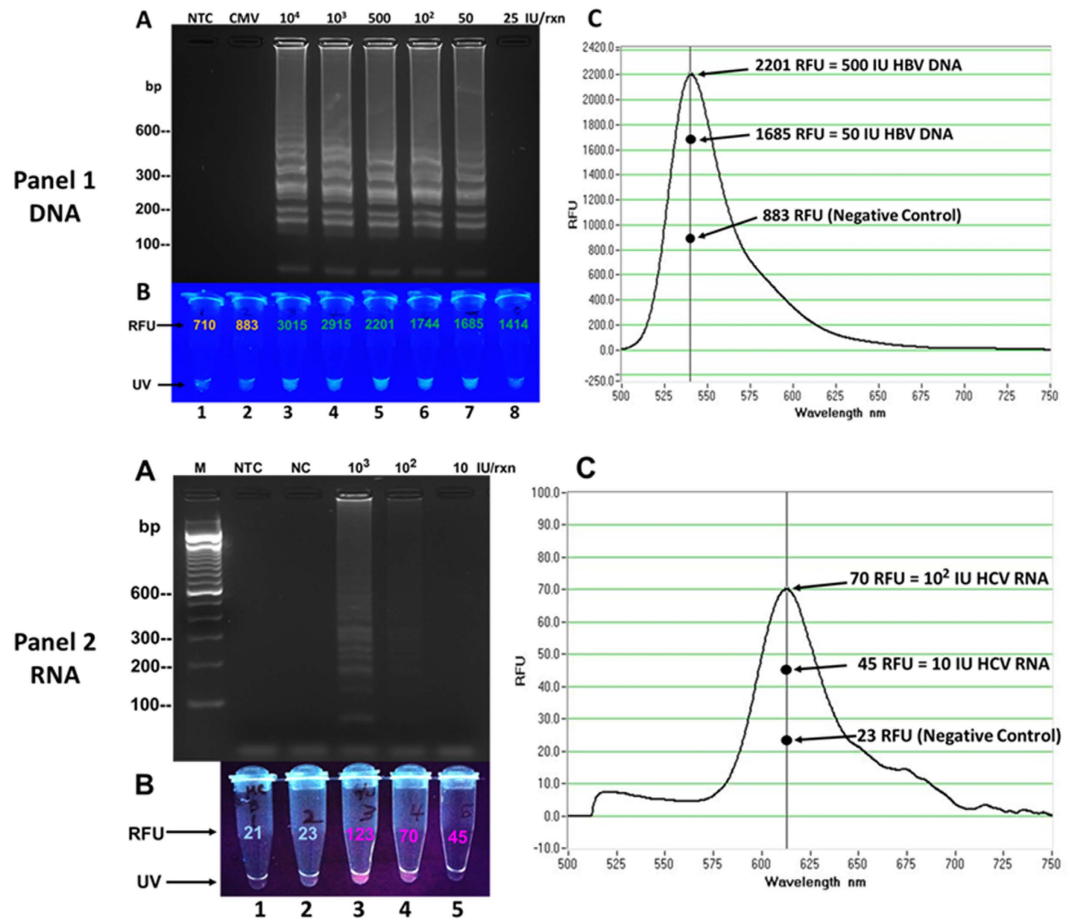 Panel 1
DNA
A
NTC CMV 10⁴ 10³ 500 10² 50 25 IU/rxn
bp
600--
300--
200--
100--
B
RFU 710 883 3015 2915 2201 1744 1685 1414
UV
1 2 3 4 5 6 7 8
C
2420.0
2200.0
2000.0
1800.0
1600.0
1400.0
1200.0
1000.0
800.0
600.0
400.0
200.0
0.0
-250.0
RFU
2201 RFU = 500 IU HBV DNA
1685 RFU = 50 IU HBV DNA
883 RFU (Negative Control)
500 525 550 575 600 625 650 675 700 725 750
Wavelength nm
Panel 2
RNA
A
M NTC NC 10³ 10² 10 IU/rxn
bp
600--
300--
200--
100--
B
RFU 21 23 123 70 45
2 3 4
UV
1 2 3 4 5
C
100.0
90.0
80.0
70.0
60.0
50.0
40.0
30.0
20.0
10.0
0.0
-10.0
RFU
70 RFU = 10² IU HCV RNA
45 RFU = 10 IU HCV RNA
23 RFU (Negative Control)
500 525 550 575 600 625 650 675 700 725 750
Wavelength nm